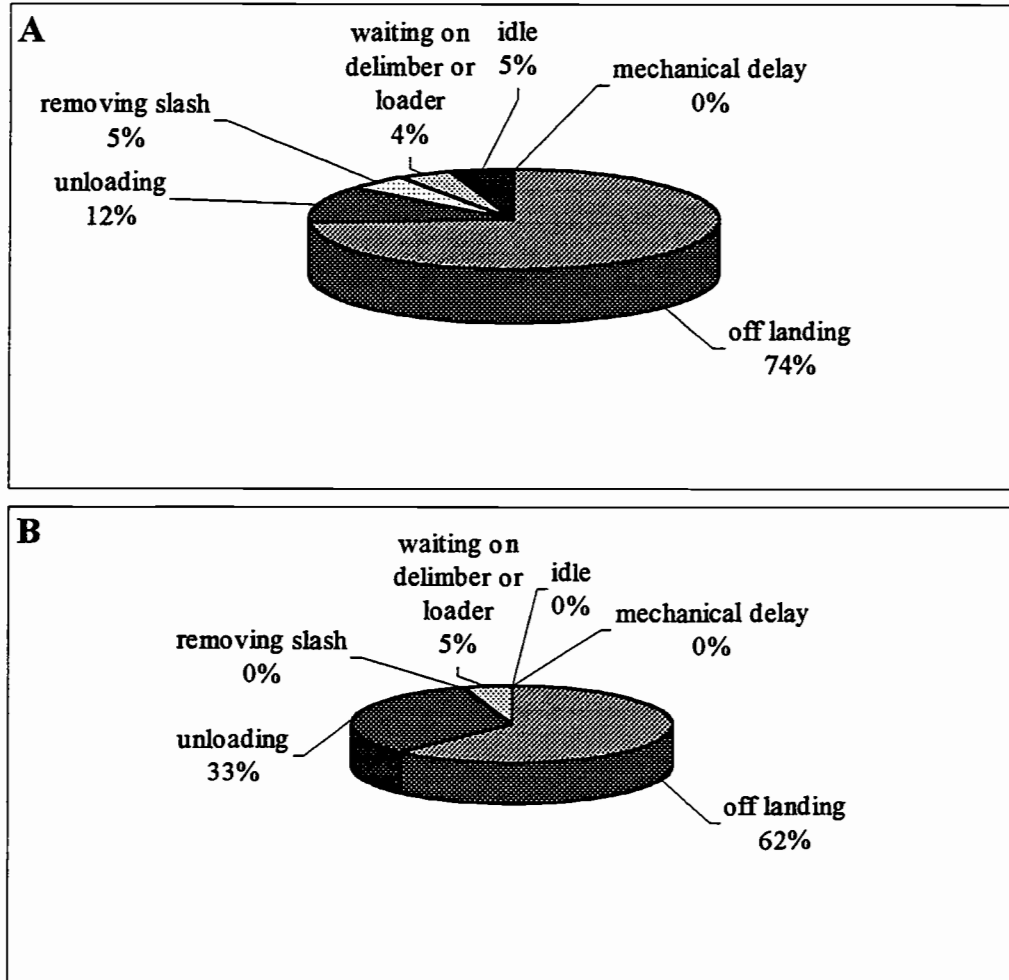 A
waiting on
delimber or
loader
4%
idle
5%
mechanical delay
0%
removing slash
5%
unloading
12%
off landing
74%
B
waiting on
delimber or
loader
5%
idle
0%
mechanical delay
0%
removing slash
0%
unloading
33%
off landing
62%